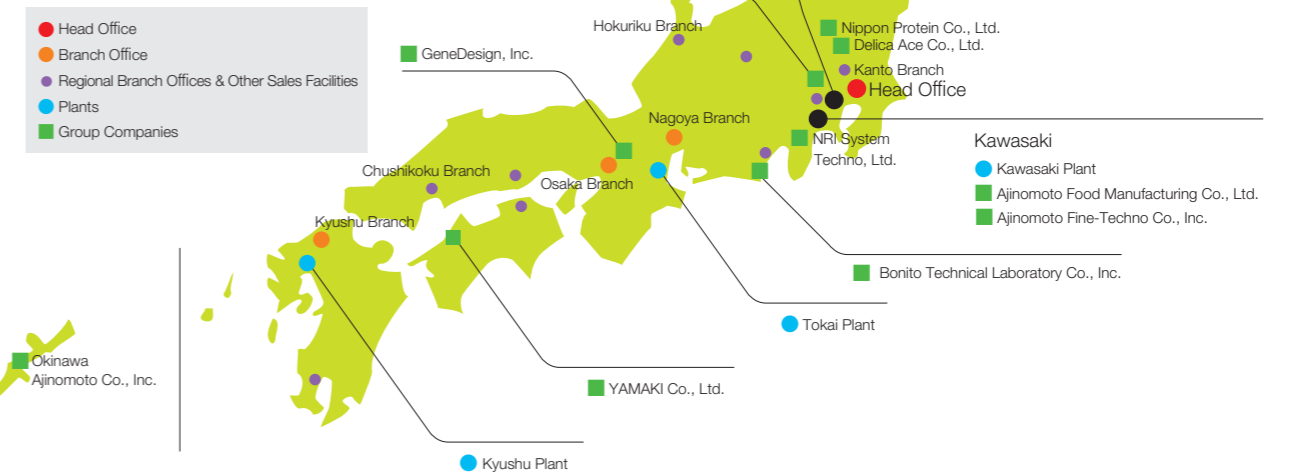 Head Office
Branch Office
Regional Branch Offices & Other Sales Facilities
Plants
Group Companies
GeneDesign, Inc.
Hokuriku Branch
Nippon Protein Co., Ltd.
Delica Ace Co., Ltd.
Kanto Branch
Head Office
Nagoya Branch
NRI System
Techno, Ltd.
Kawasaki
Kawasaki Plant
Ajinomoto Food Manufacturing Co., Ltd.
Ajinomoto Fine-Techno Co., Inc.
Chushikoku Branch
Osaka Branch
Kyushu Branch
Bonito Technical Laboratory Co., Inc.
Tokai Plant
Okinawa
Ajinomoto Co., Inc.
YAMAKI Co., Ltd.
Kyushu Plant